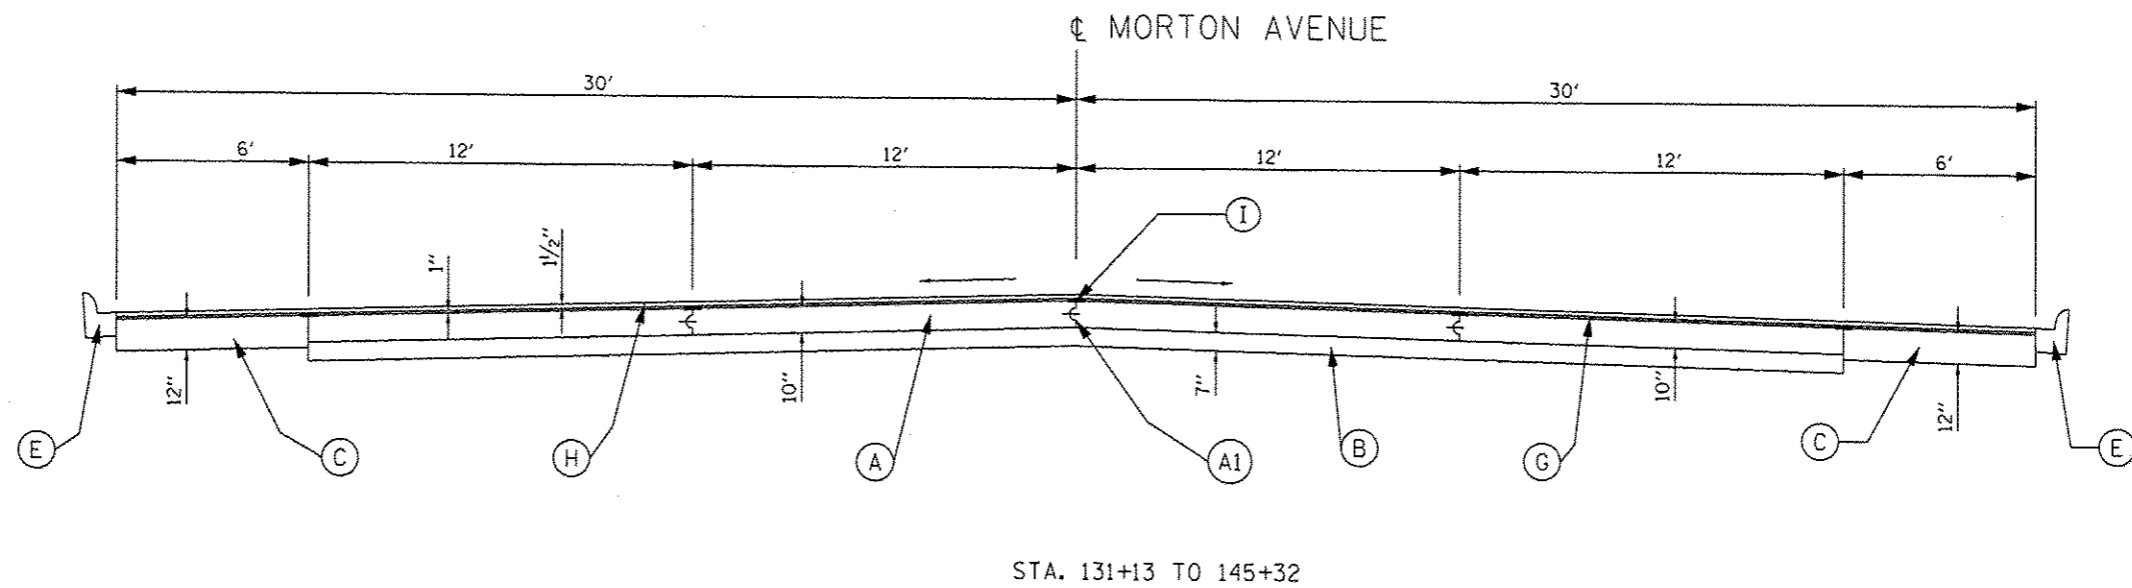 ℄ MORTON AVENUE
30'
30'
6'
12'
12'
12'
12'
6'
I
1"
1½"
12"
10"
7"
10"
12"
E
C
H
A
A1
B
G
C
E
STA. 131+13 TO 145+32